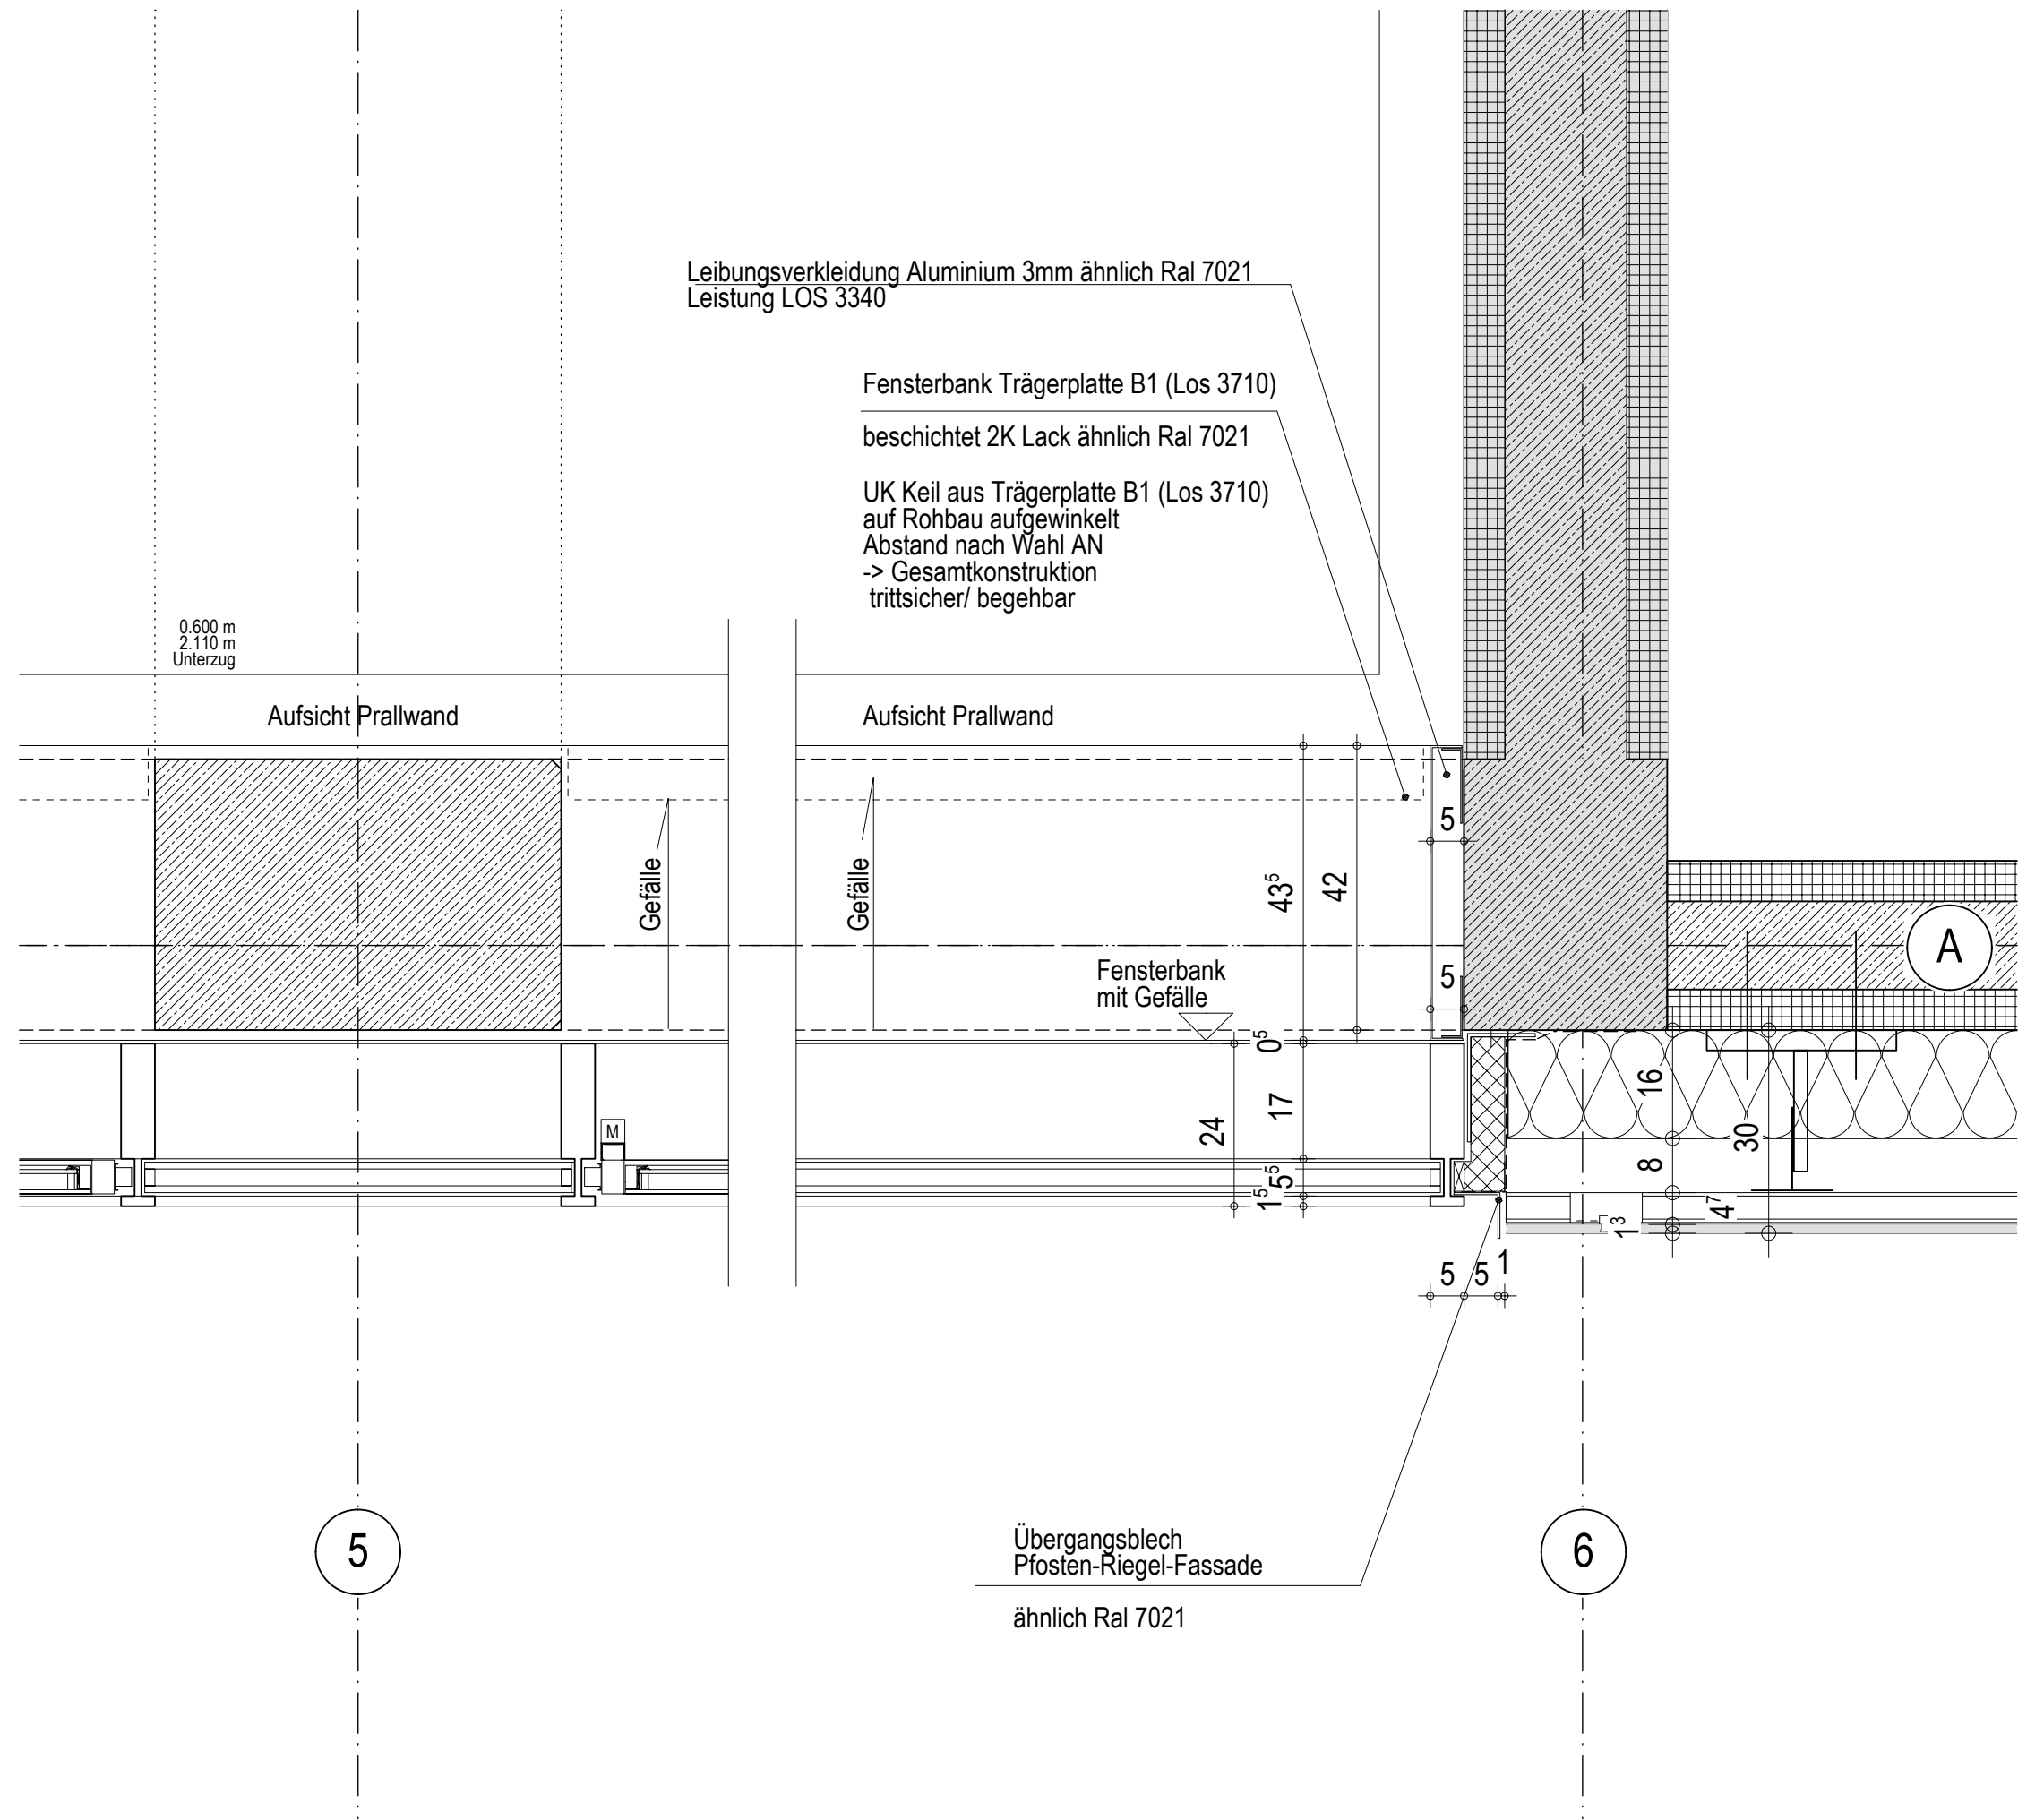 Leibungsverkleidung Aluminium 3mm ähnlich Ral 7021
Leistung LOS 3340
Fensterbank Trägerplatte B1 (Los 3710)
beschichtet 2K Lack ähnlich Ral 7021
UK Keil aus Trägerplatte B1 (Los 3710)
auf Rohbau aufgewinkelt
Abstand nach Wahl AN
-> Gesamtkonstruktion
trittsicher/ begehbar
0.600 m
2.110 m
Unterzug
Aufsicht Prallwand
Aufsicht Prallwand
5
Gefälle
Gefälle
43⁵
42
A
Fensterbank
mit Gefälle
5
0⁵
16
17
24
M
30
8
5⁵
1⁵
4⁷
1³
5
5
1
5
6
Übergangsblech
Pfosten-Riegel-Fassade
ähnlich Ral 7021